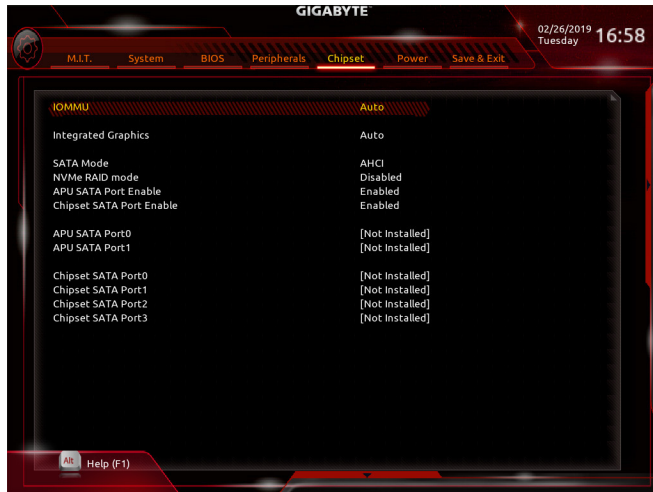 GIGABYTE
02/26/2019 16:58
Tuesday
M.I.T. System BIOS Peripherals Chipset Power Save & Exit
IOMMU Auto
Integrated Graphics Auto
SATA Mode AHCI
NVMe RAID mode Disabled
APU SATA Port Enable Enabled
Chipset SATA Port Enable Enabled
APU SATA Port0 [Not Installed]
APU SATA Port1 [Not Installed]
Chipset SATA Port0 [Not Installed]
Chipset SATA Port1 [Not Installed]
Chipset SATA Port2 [Not Installed]
Chipset SATA Port3 [Not Installed]
Alt Help (F1)